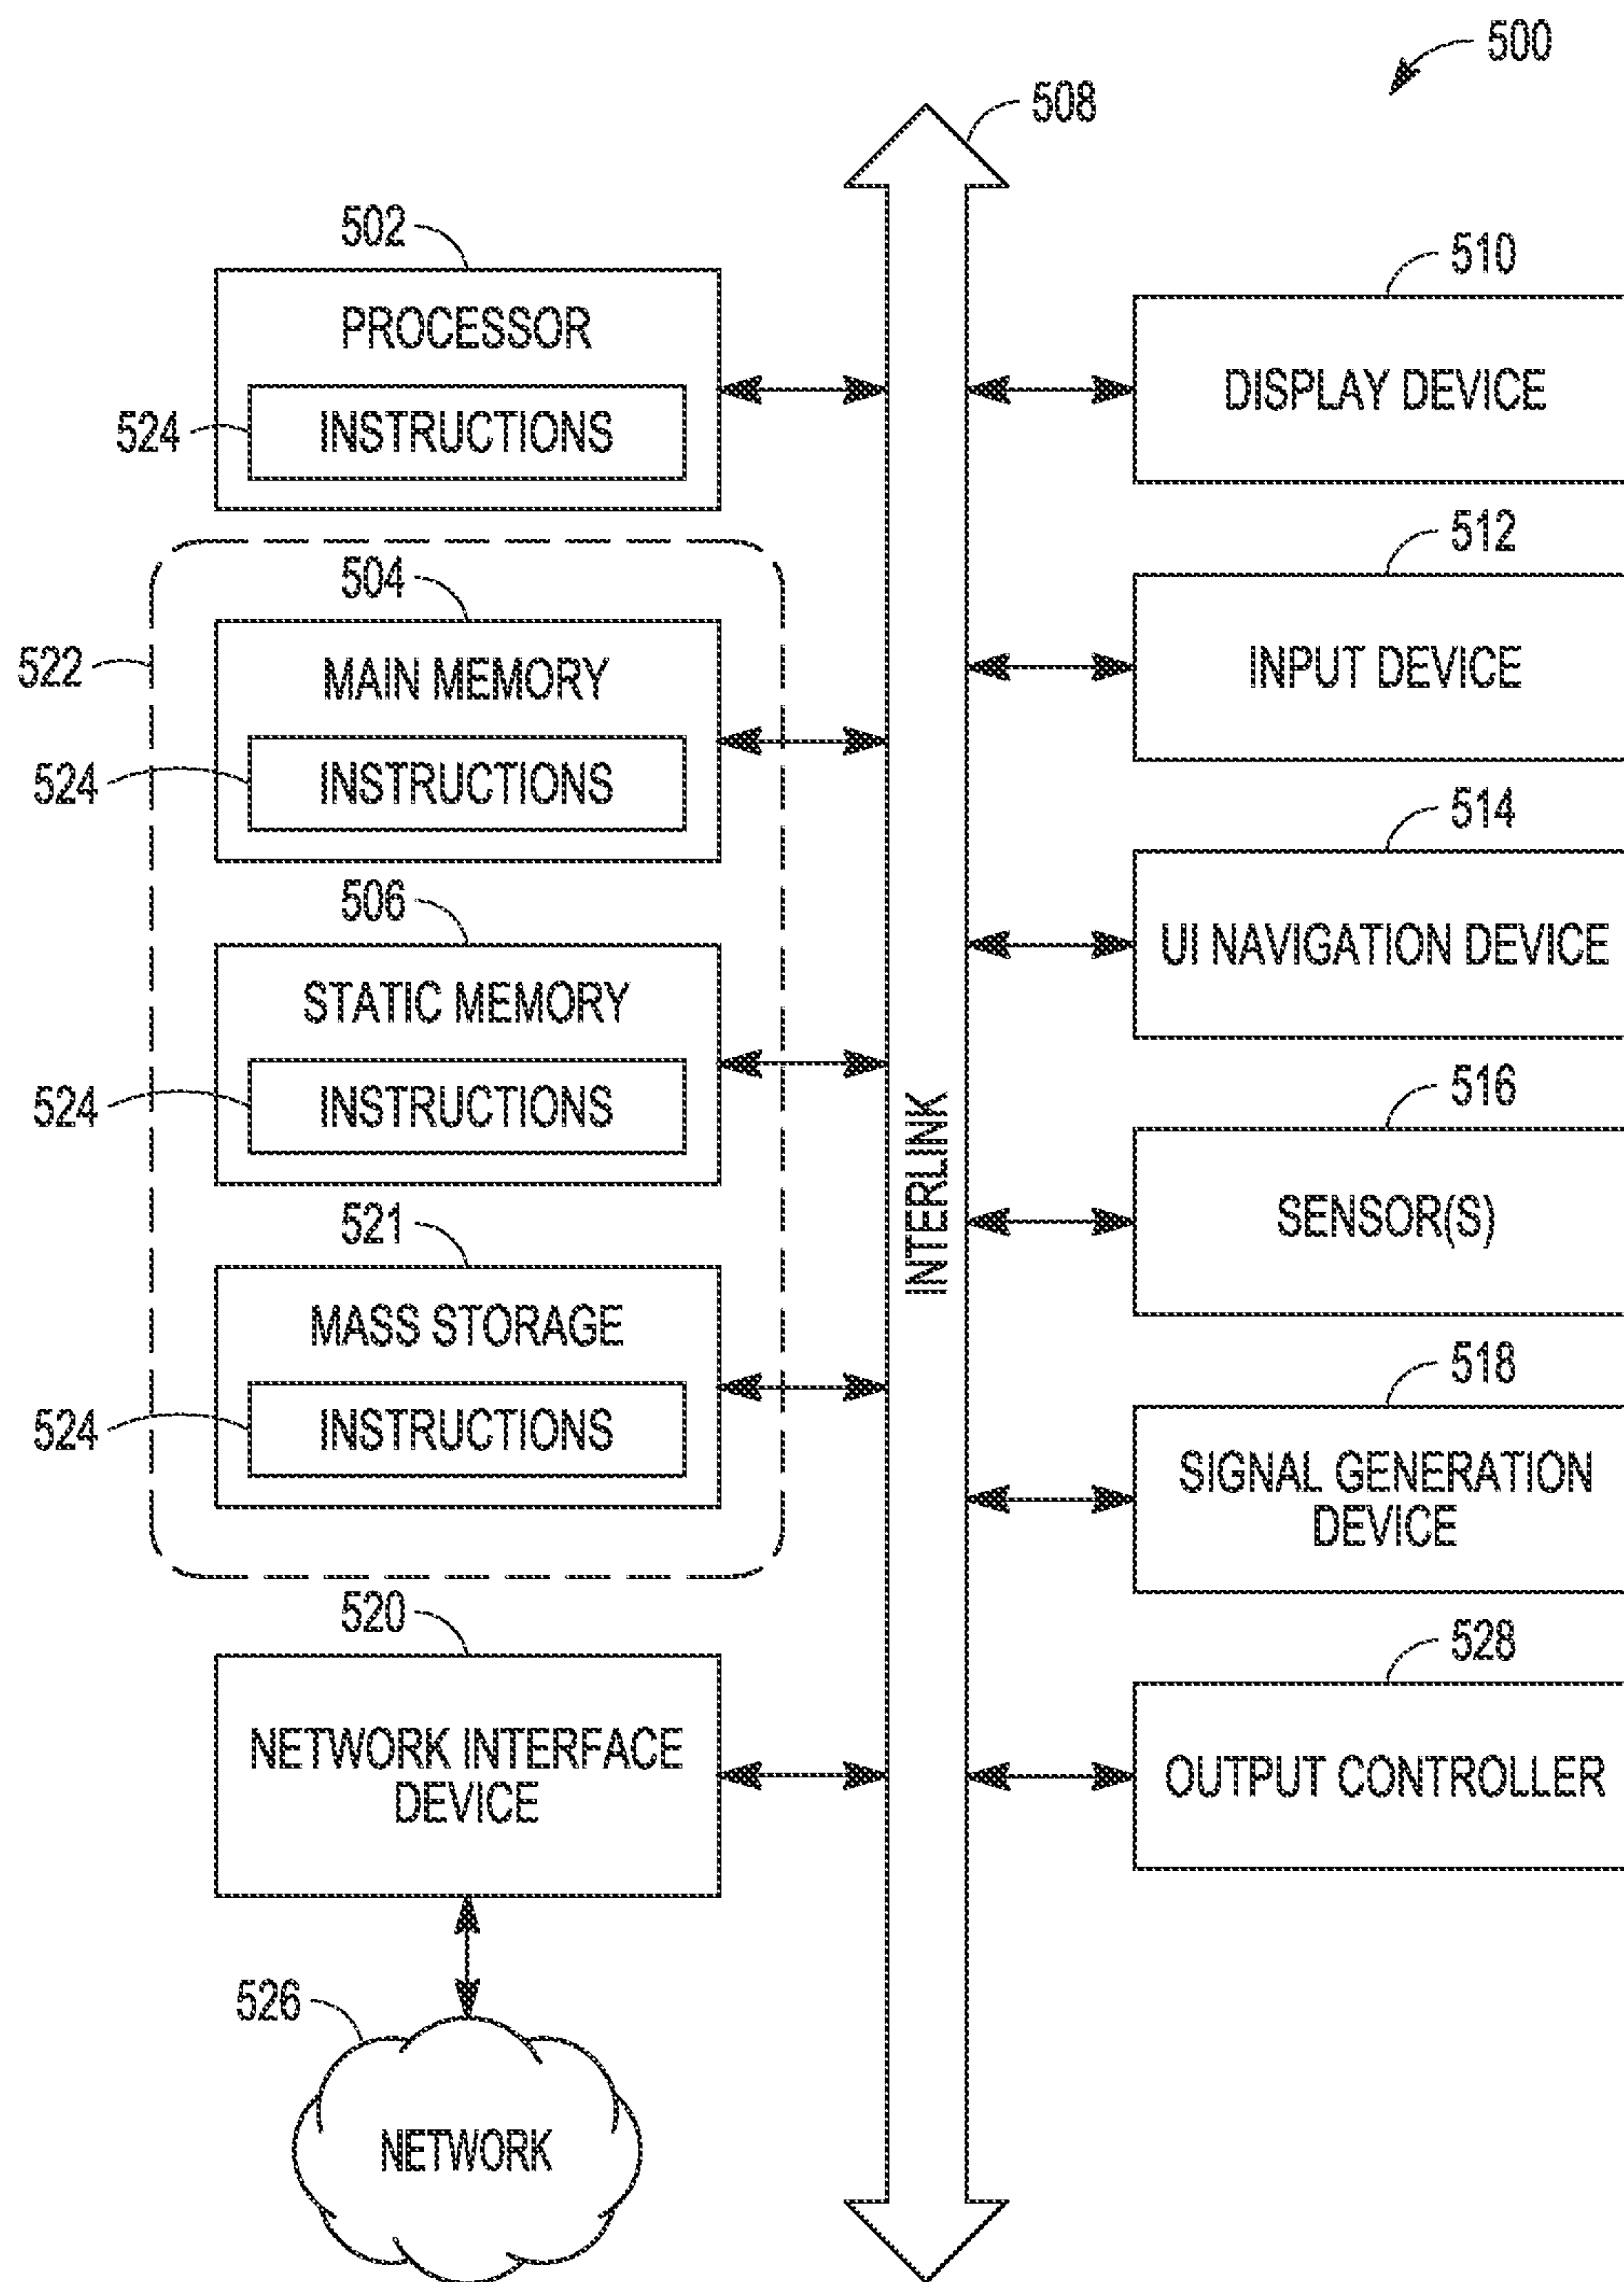 500
508
502
PROCESSOR
524
INSTRUCTIONS
522
504
MAIN MEMORY
524
INSTRUCTIONS
506
STATIC MEMORY
524
INSTRUCTIONS
521
MASS STORAGE
524
INSTRUCTIONS
520
NETWORK INTERFACE
DEVICE
526
NETWORK
INTERLINK
510
DISPLAY DEVICE
512
INPUT DEVICE
514
UI NAVIGATION DEVICE
516
SENSOR(S)
518
SIGNAL GENERATION
DEVICE
528
OUTPUT CONTROLLER